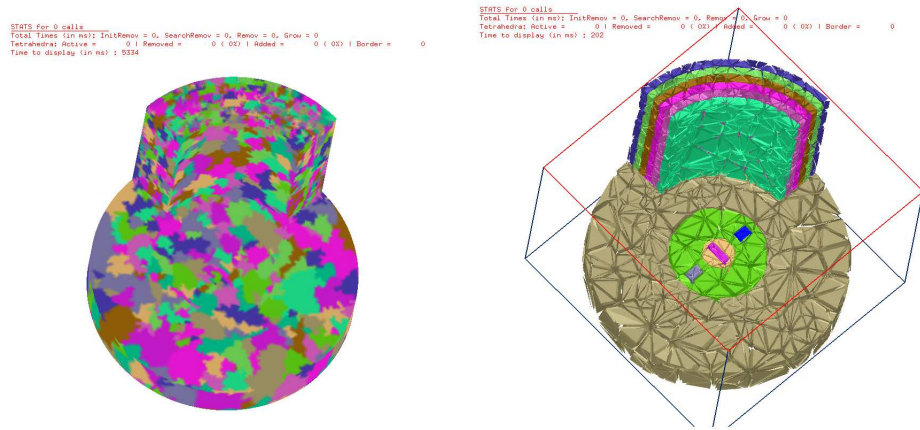 STATS for 0 calls
Total Times (in ms): InitRemov = 0, SearchRemov = 0, Remov = 0, Grow = 0
Tetrahedra: Active = 0 | Removed = 0 ( 0%) | Added = 0 ( 0%) | Border = 0
Time to display (in ms) : 5334
STATS for 0 calls
Total Times (in ms): InitRemov = 0, SearchRemov = 0, Remov = 0, Grow = 0
Tetrahedra: Active = 0 | Removed = 0 ( 0%) | Added = 0 ( 0%) | Border = 0
Time to display (in ms) : 202